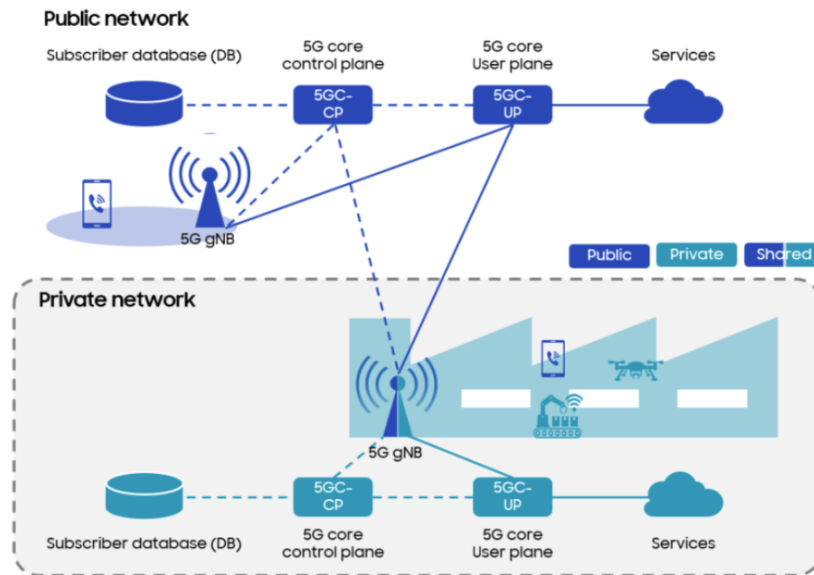 Public network
Subscriber database (DB)
5G core
control plane
5G core
User plane
Services
5GC-
CP
5GC-
UP
5G gNB
Public
Private
Shared
Private network
5G gNB
5GC-
CP
5GC-
UP
Subscriber database (DB)
5G core
control plane
5G core
User plane
Services